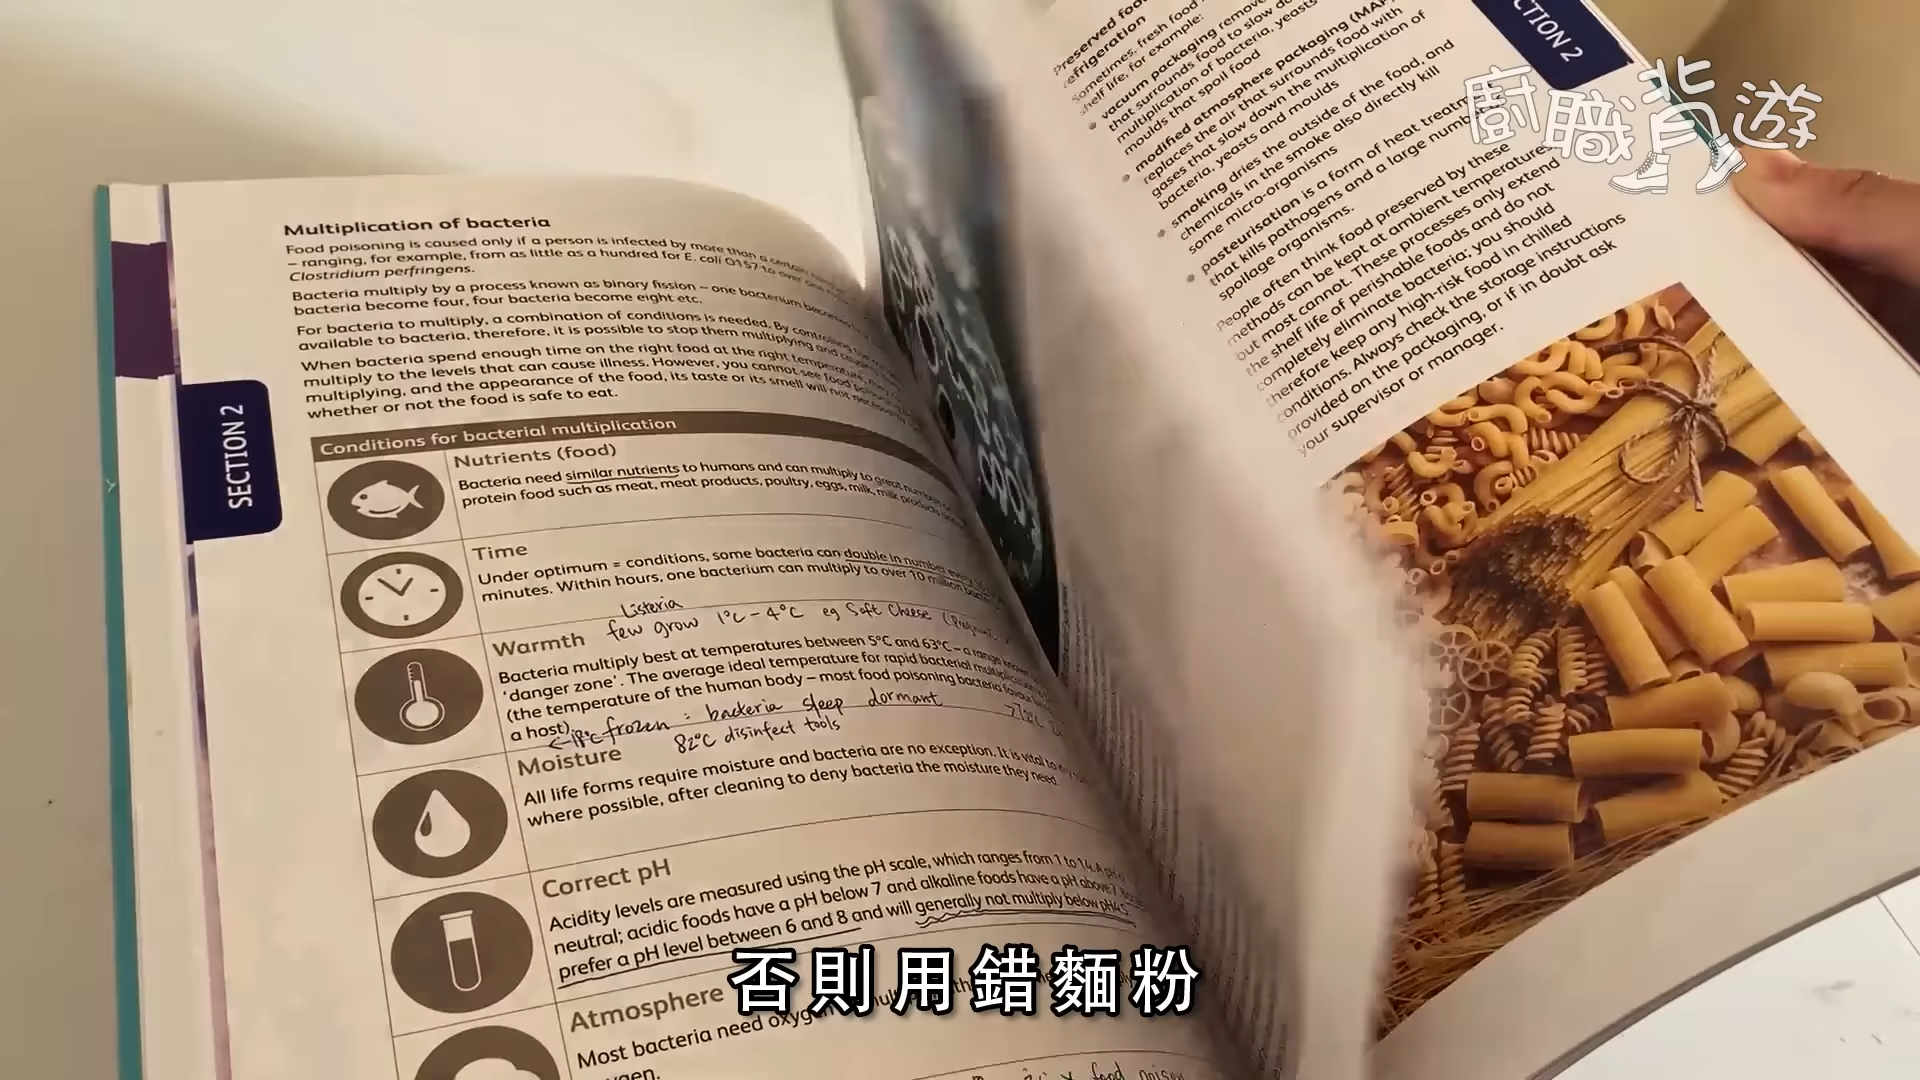 SECTION 2
Multiplication of bacteria
Food poisoning is caused only if a person is infected by more than a certain
– ranging, for example, from as little as a hundred for E. coli O157 to over one
Clostridium perfringens.
Bacteria multiply by a process known as binary fission – one bacterium becomes
bacteria become four, four bacteria become eight etc.
For bacteria to multiply, a combination of conditions is needed. By controlling the
available to bacteria, therefore, it is possible to stop them multiplying and
When bacteria spend enough time on the right food at the right temperature, they
multiply to the levels that can cause illness. However, you cannot see food
multiplying, and the appearance of the food, its taste or its smell will not necessarily
whether or not the food is safe to eat.
Conditions for bacterial multiplication
Nutrients (food)
Bacteria need similar nutrients to humans and can multiply to great numbers
protein food such as meat, meat products, poultry, eggs, milk, milk products
Time
Under optimum = conditions, some bacteria can double in number every
minutes. Within hours, one bacterium can multiply to over 10 million
Listeria
few grow 1°C – 4°C eg Soft Cheese
Warmth
Bacteria multiply best at temperatures between 5°C and 63°C – a range
‘danger zone’. The average ideal temperature for rapid bacterial multiplication
(the temperature of the human body – most food poisoning bacteria
a host).
<-18°C frozen : bacteria sleep dormant
82°C disinfect tools
Moisture
All life forms require moisture and bacteria are no exception. It is vital to
where possible, after cleaning to deny bacteria the moisture they need.
Correct pH
Acidity levels are measured using the pH scale, which ranges from 1 to 14. A
neutral; acidic foods have a pH below 7 and alkaline foods have a pH above 7.
prefer a pH level between 6 and 8 and will generally not multiply below pH4.5.
Atmosphere
Most bacteria need oxygen
food
Preserved food
refrigeration
Sometimes, fresh food
shelf life, for example:
vacuum packaging
that surrounds food to slow down
multiplication of bacteria, yeasts
moulds that spoil food
modified atmosphere packaging (MAP)
replaces the air that surrounds food with
gases that slow down the multiplication of
bacteria, yeasts and moulds
smoking dries the outside of the food, and
chemicals in the smoke also directly kill
some micro-organisms
pasteurisation is a form of heat treatment
that kills pathogens and a large number
spoilage organisms.
People often think food preserved by these
methods can be kept at ambient temperatures
but most cannot. These processes only extend
the shelf life of perishable foods and do not
completely eliminate bacteria: you should
therefore keep any high-risk food in chilled
conditions. Always check the storage instructions
provided on the packaging, or if in doubt ask
your supervisor or manager.
CTION 2
廚職背遊
否則用錯麵粉